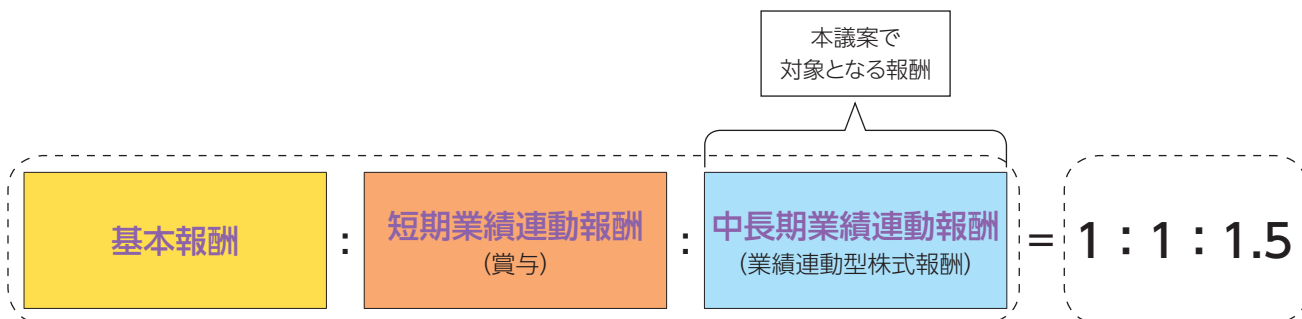 本議案で
対象となる報酬
基本報酬 : 短期業績連動報酬 : 中長期業績連動報酬 = 1：1：1.5
(賞与)
(業績連動型株式報酬)